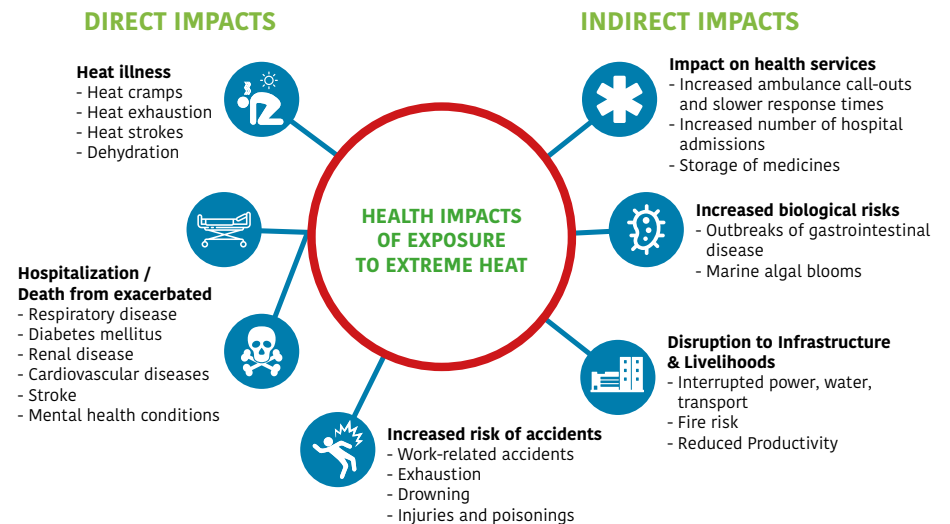 DIRECT IMPACTS
Heat illness
- Heat cramps
- Heat exhaustion
- Heat strokes
- Dehydration
Hospitalization /
Death from exacerbated
- Respiratory disease
- Diabetes mellitus
- Renal disease
- Cardiovascular diseases
- Stroke
- Mental health conditions
Increased risk of accidents
- Work-related accidents
- Exhaustion
- Drowning
- Injuries and poisonings
HEALTH IMPACTS
OF EXPOSURE
TO EXTREME HEAT
INDIRECT IMPACTS
Impact on health services
- Increased ambulance call-outs
and slower response times
- Increased number of hospital
admissions
- Storage of medicines
Increased biological risks
- Outbreaks of gastrointestinal
disease
- Marine algal blooms
Disruption to Infrastructure
& Livelihoods
- Interrupted power, water,
transport
- Fire risk
- Reduced Productivity